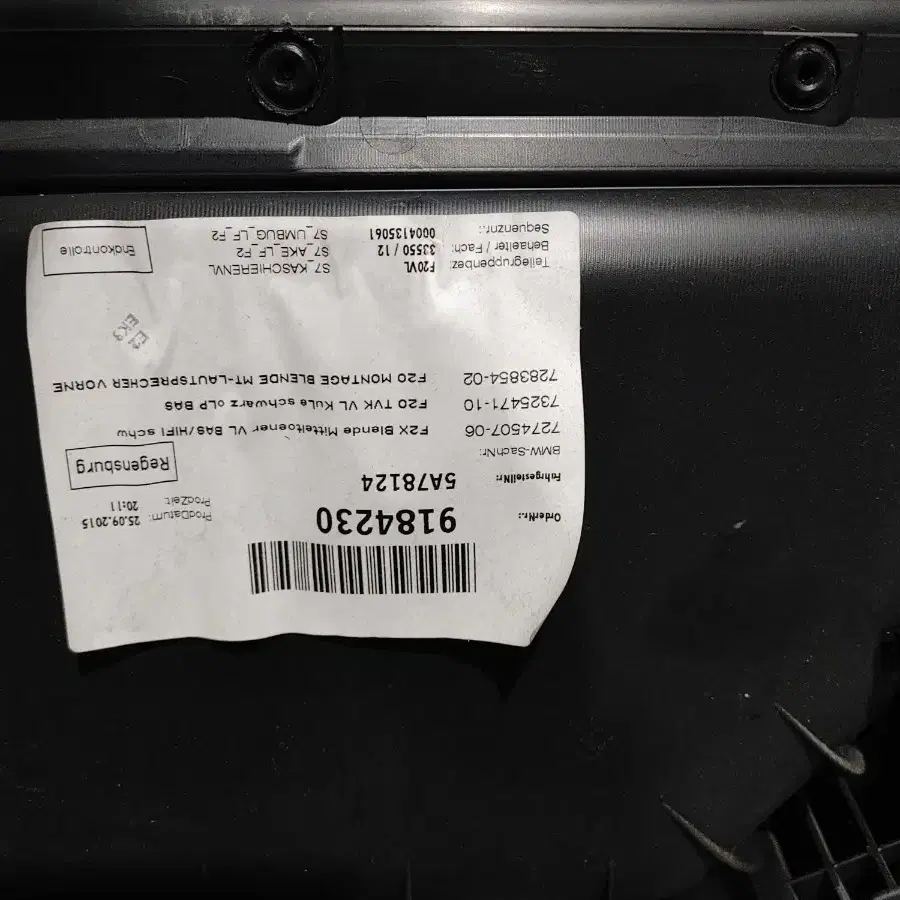 OrderNr.: 9184230
ProdDatum: 25.09.2015
ProdZeit: 20:11
FahrgestellNr: 5A78124
Regensburg
BMW-SachNr:
7274507-06 F2X Blende Mitteltoener VL BAS/HIFI schw
7325471-10 F20 TVK VL Kule schwarz oLP BAS
7283854-02 F20 MONTAGE BLENDE MT-LAUTSPRECHER VORNE
Teilegruppenbez: F20VL S7_KASCHIERENVL
Behaelter / Fach: 33550 / 12 S7_AKE_LF_F2
Sequenznr.: 0004135061 S7_UMBUG_LF_F2
Endkontrolle